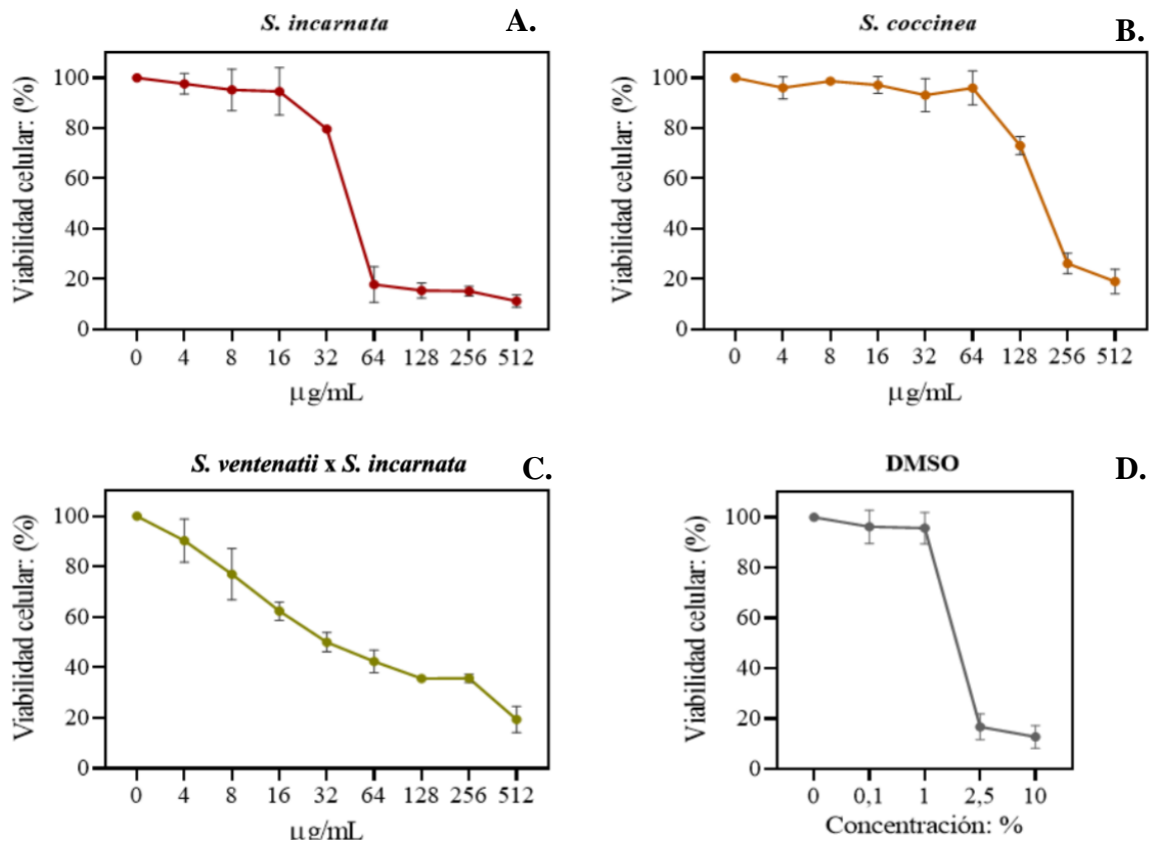 S. incarnata
A.
Viabilidad celular: (%)
100
80
60
40
20
0
0 4 8 16 32 64 128 256 512
µg/mL
S. coccinea
B.
Viabilidad celular: (%)
100
80
60
40
20
0
0 4 8 16 32 64 128 256 512
µg/mL
S. ventenatii x S. incarnata
C.
Viabilidad celular: (%)
100
80
60
40
20
0
0 4 8 16 32 64 128 256 512
µg/mL
DMSO
D.
Viabilidad celular: (%)
100
80
60
40
20
0
0 0,1 1 2,5 10
Concentración: %